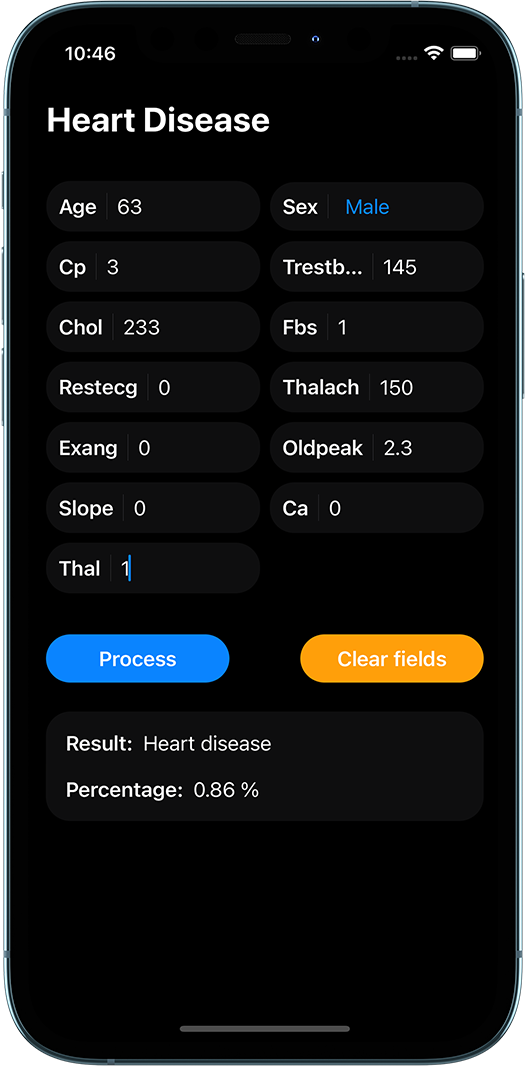 10:46
Heart Disease
Age 63 Sex Male
Cp 3 Trestb... 145
Chol 233 Fbs 1
Restecg 0 Thalach 150
Exang 0 Oldpeak 2.3
Slope 0 Ca 0
Thal 1
Process Clear fields
Result: Heart disease
Percentage: 0.86 %